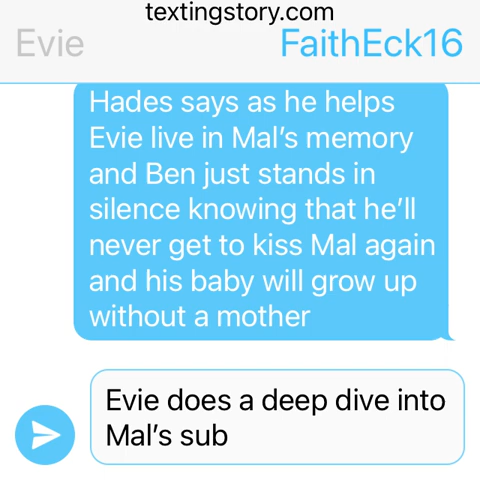 textingstory.com
Evie
FaithEck16
Hades says as he helps
Evie live in Mal’s memory
and Ben just stands in
silence knowing that he’ll
never get to kiss Mal again
and his baby will grow up
without a mother
Evie does a deep dive into
Mal’s sub